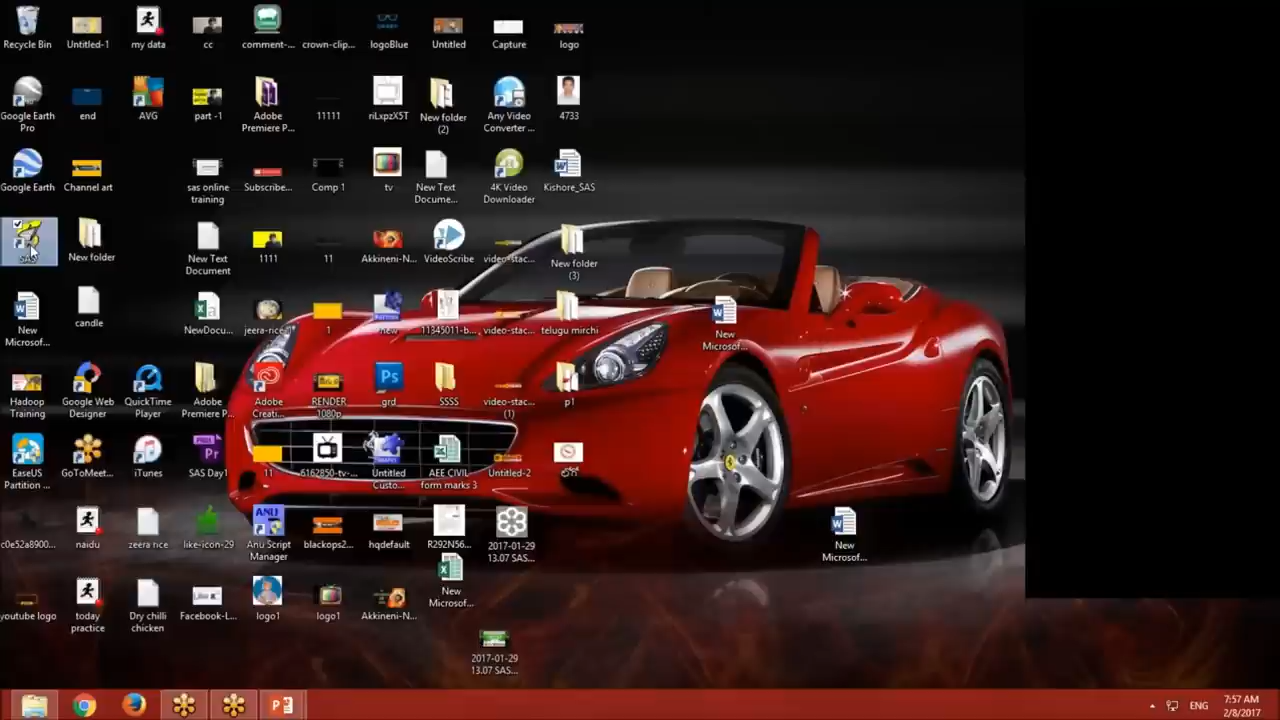 Recycle Bin
Untitled-1
my data
cc
comment-...
crown-clip...
logoBlue
Untitled
Capture
logo
Google Earth
Pro
end
AVG
part -1
Adobe
Premiere P...
11111
riLxpzX5T
New folder
(2)
Any Video
Converter ...
4733
Google Earth
Channel art
sas online
training
Subscribe...
Comp 1
tv
New Text
Docume...
4K Video
Downloader
Kishore_SAS
SAS
New folder
New Text
Document
1111
11
Akkineni-N...
VideoScribe
video-stac...
New folder
(3)
New
Microsof...
candle
NewDocu...
jeera-rice
1
new
11345011-b...
video-stac...
telugu mirchi
New
Microsof...
Hadoop
Training
Google Web
Designer
QuickTime
Player
Adobe
Premiere P...
Adobe
Creati...
RENDER
1080p
grd
SSSS
video-stac...
(1)
p1
EaseUS
Partition ...
GoToMeet...
iTunes
SAS Day1
11
6162850-tv-...
Untitled
Custo...
AEE CIVIL
form marks 3
Untitled-2
c0e52a8900...
naidu
zeera rice
like-icon-29
Anu Script
Manager
blackops2...
hqdefault
R292N56...
2017-01-29
13.07 SAS...
New
Microsof...
youtube logo
today
practice
Dry chilli
chicken
Facebook-L...
logo1
logo1
Akkineni-N...
New
Microsof...
2017-01-29
13.07 SAS...
ENG
7:57 AM
2/8/2017